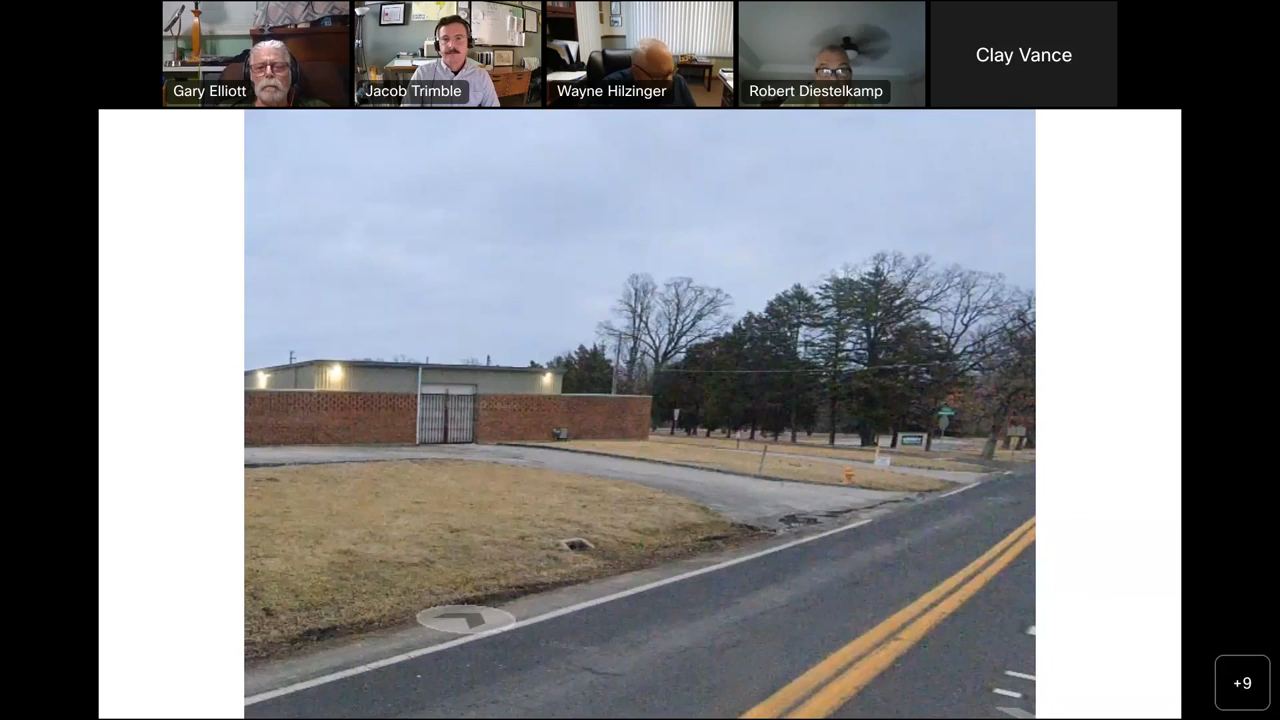 Gary Elliott
Jacob Trimble
Wayne Hilzinger
Robert Diestelkamp
Clay Vance
+9